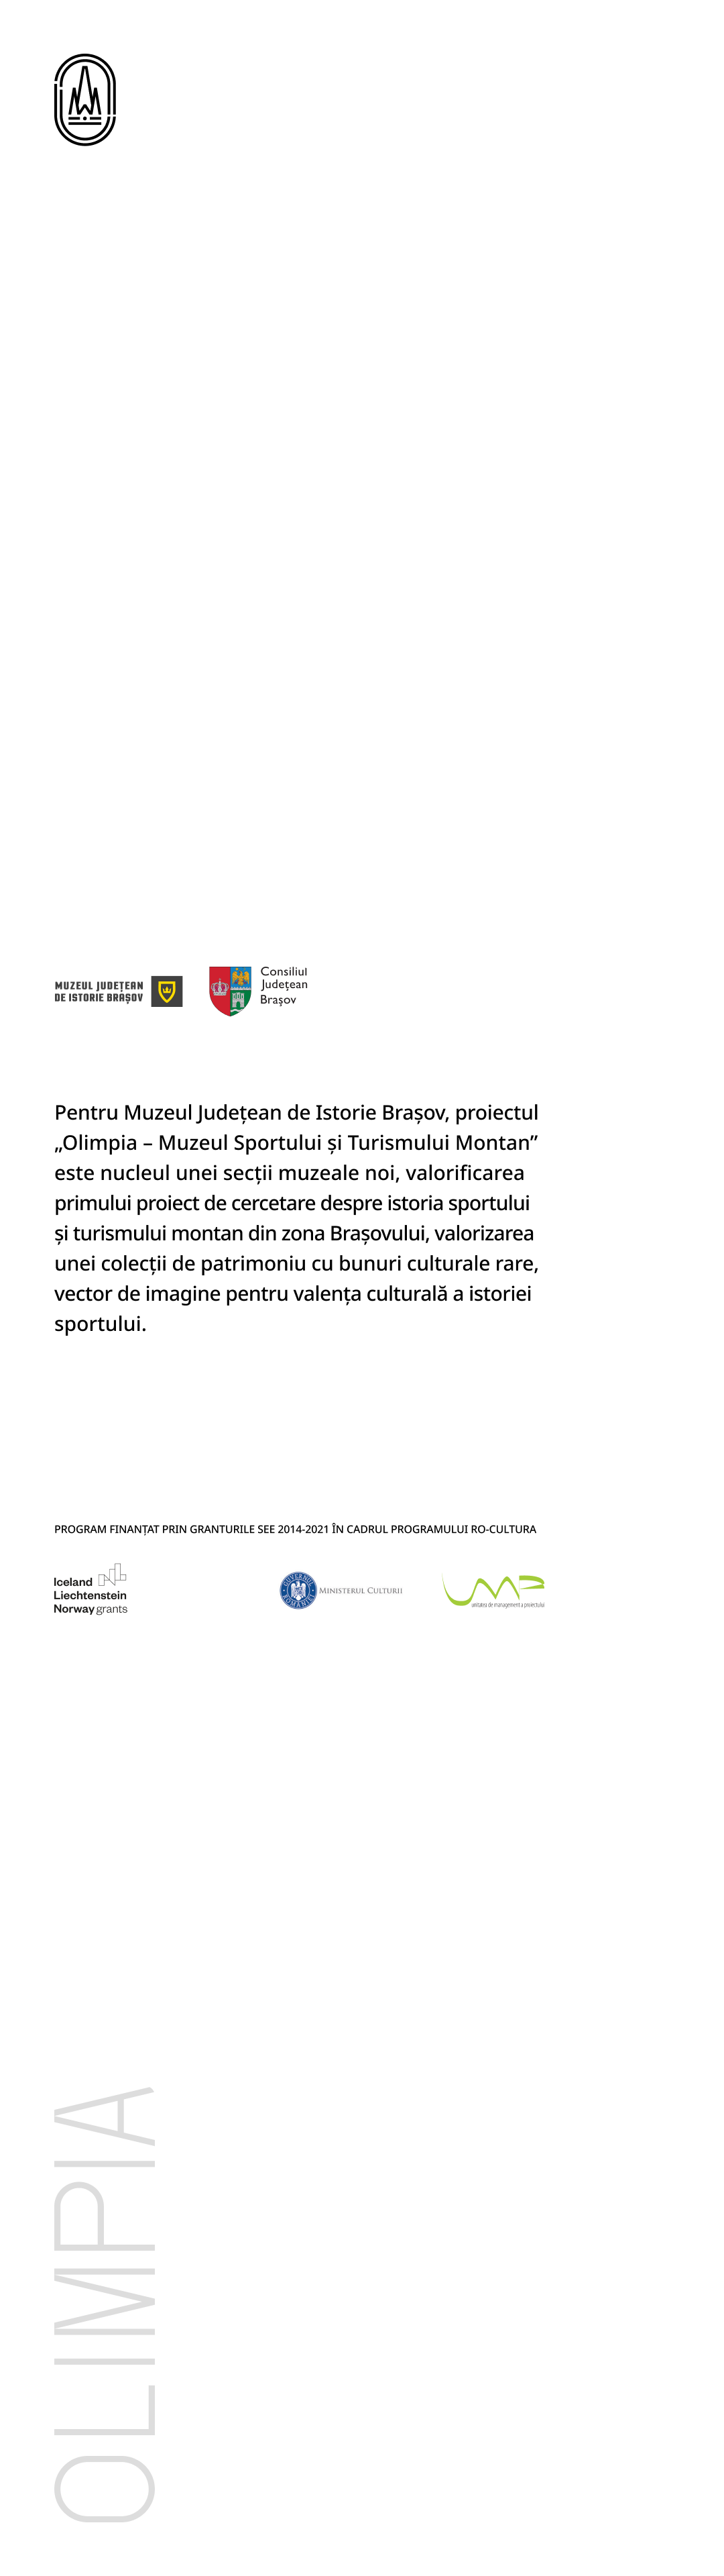 MUZEUL JUDEȚEAN
DE ISTORIE BRAȘOV
Consiliul
Județean
Brașov
Pentru Muzeul Județean de Istorie Brașov, proiectul
„Olimpia – Muzeul Sportului și Turismului Montan”
este nucleul unei secții muzeale noi, valorificarea
primului proiect de cercetare despre istoria sportului
și turismului montan din zona Brașovului, valorizarea
unei colecții de patrimoniu cu bunuri culturale rare,
vector de imagine pentru valența culturală a istoriei
sportului.
PROGRAM FINANȚAT PRIN GRANTURILE SEE 2014-2021 ÎN CADRUL PROGRAMULUI RO-CULTURA
Iceland
Liechtenstein
Norway grants
GUVERNUL ROMÂNIEI
MINISTERUL CULTURII
UMP
unitatea de management a proiectului
OLIMPIA